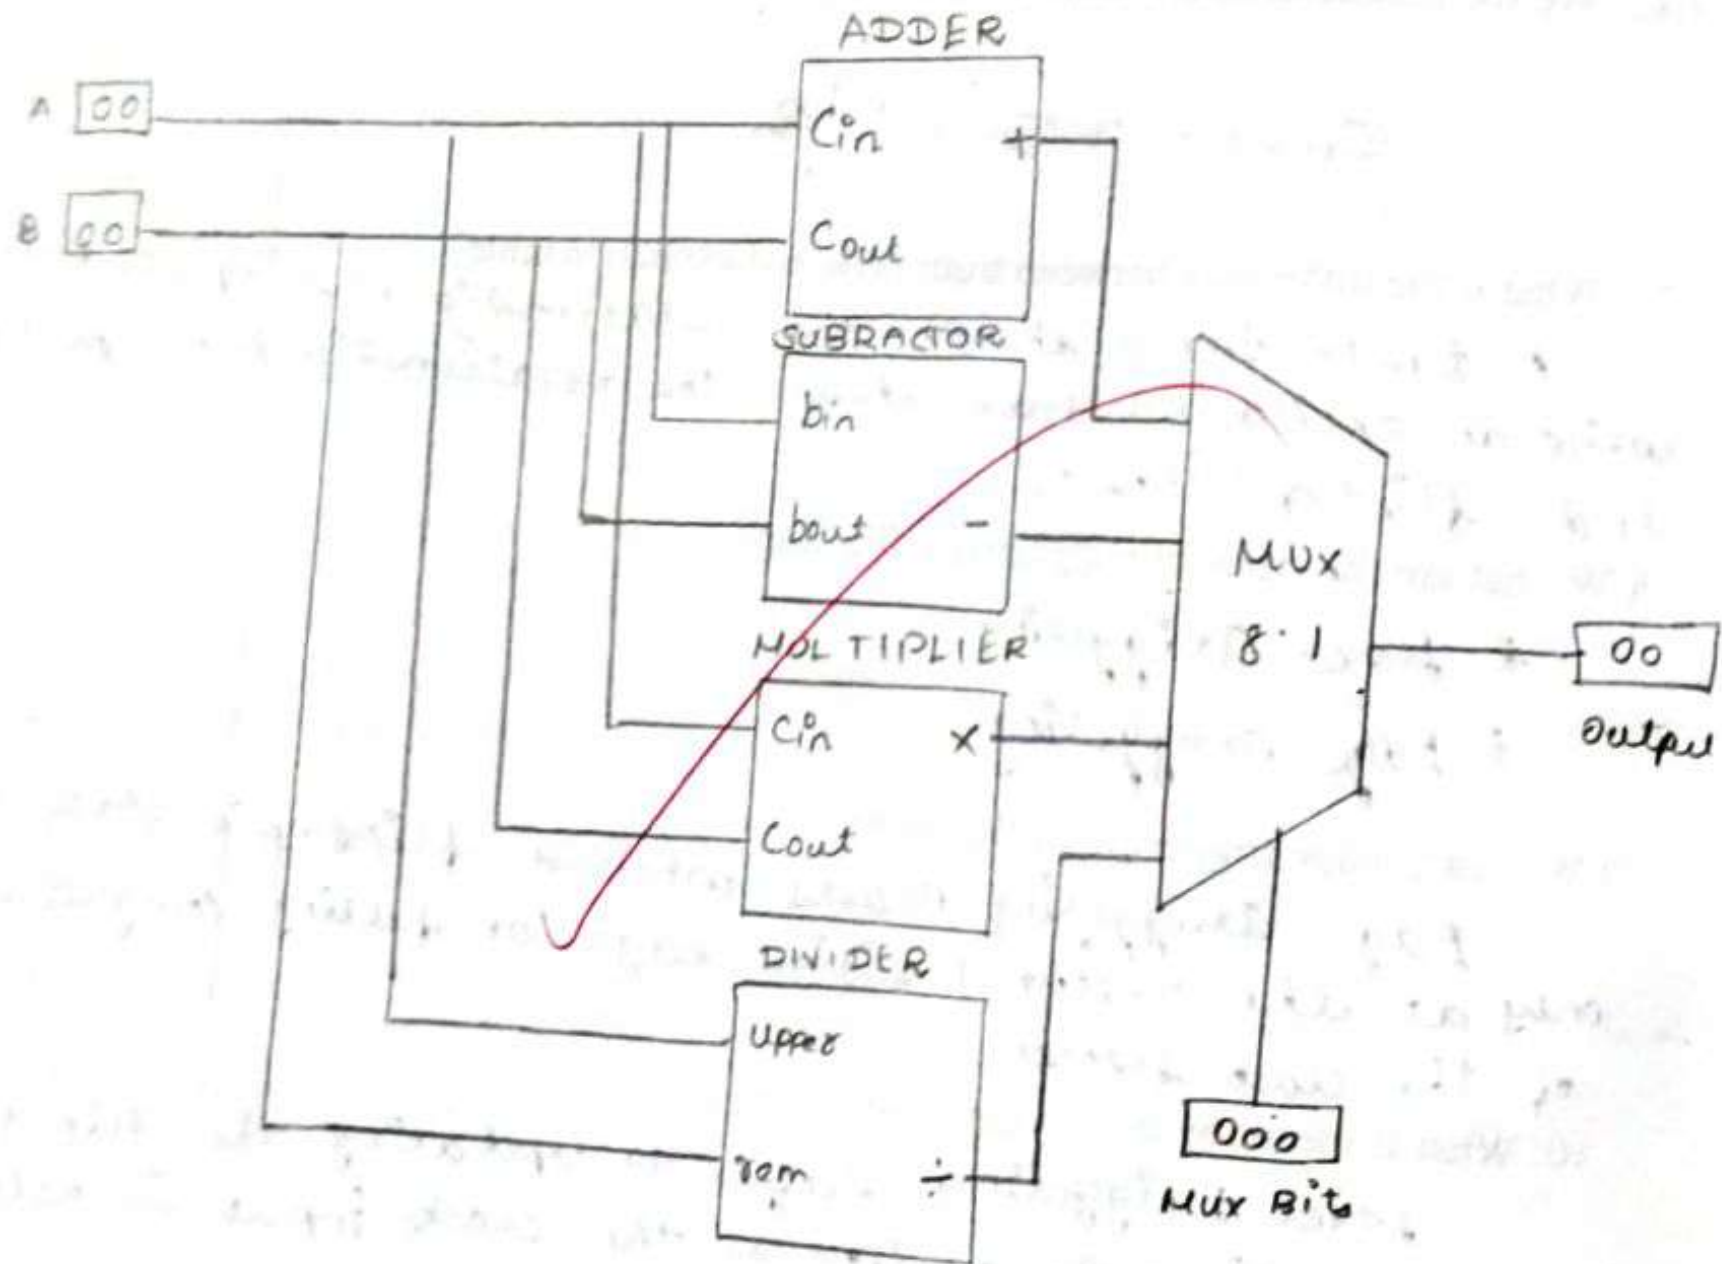 ADDER
A 00
Cin +
B 00
Cout
SUBRACTOR
bin
bout -
MUX
8:1
00
Output
MOLTIPLIER
Cin X
Cout
DIVIDER
upper
rem ÷
000
MUX Bits